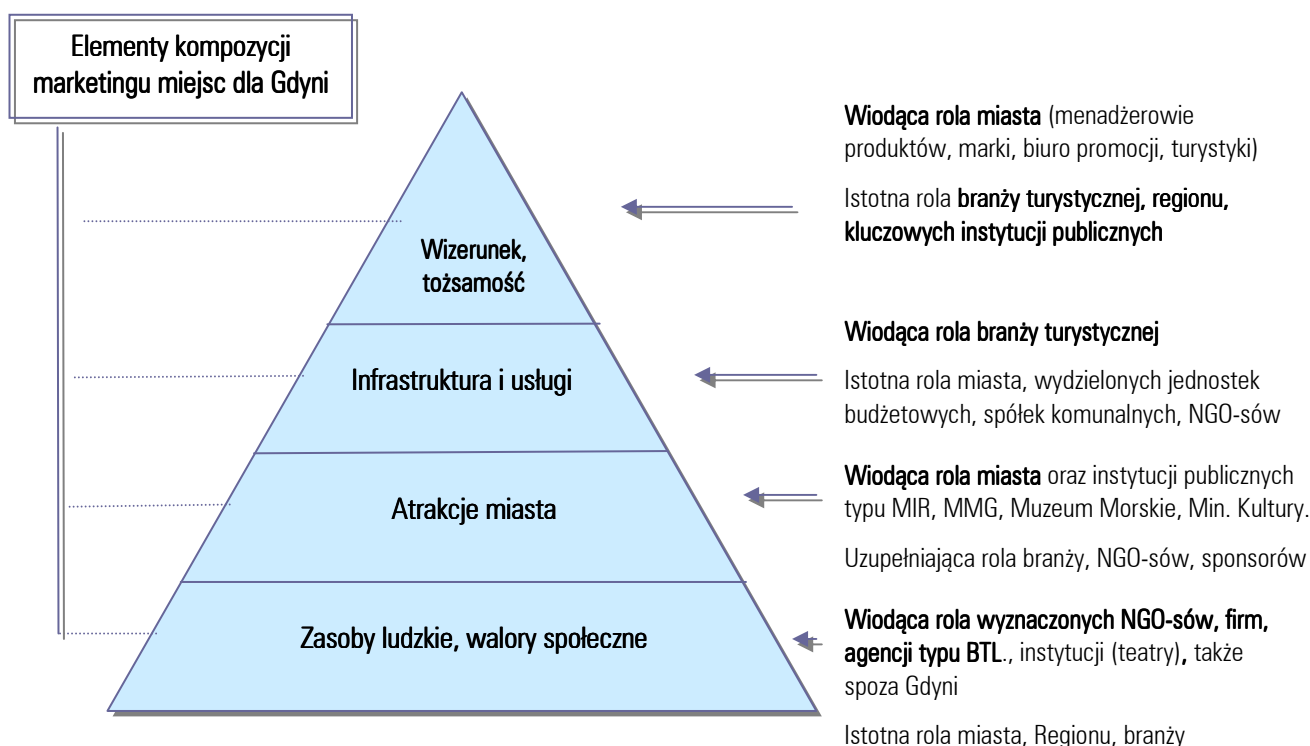 Elementy kompozycji
marketingu miejsc dla Gdyni
Wizerunek,
tożsamość
Infrastruktura i usługi
Atrakcje miasta
Zasoby ludzkie, walory społeczne
Wiodąca rola miasta (menadżerowie
produktów, marki, biuro promocji, turystyki)
Istotna rola branży turystycznej, regionu,
kluczowych instytucji publicznych
Wiodąca rola branży turystycznej
Istotna rola miasta, wydzielonych jednostek
budżetowych, spółek komunalnych, NGO-sów
Wiodąca rola miasta oraz instytucji publicznych
typu MIR, MMG, Muzeum Morskie, Min. Kultury.
Uzupełniająca rola branży, NGO-sów, sponsorów
Wiodąca rola wyznaczonych NGO-sów, firm,
agencji typu BTL., instytucji (teatry), także
spoza Gdyni
Istotna rola miasta, Regionu, branży